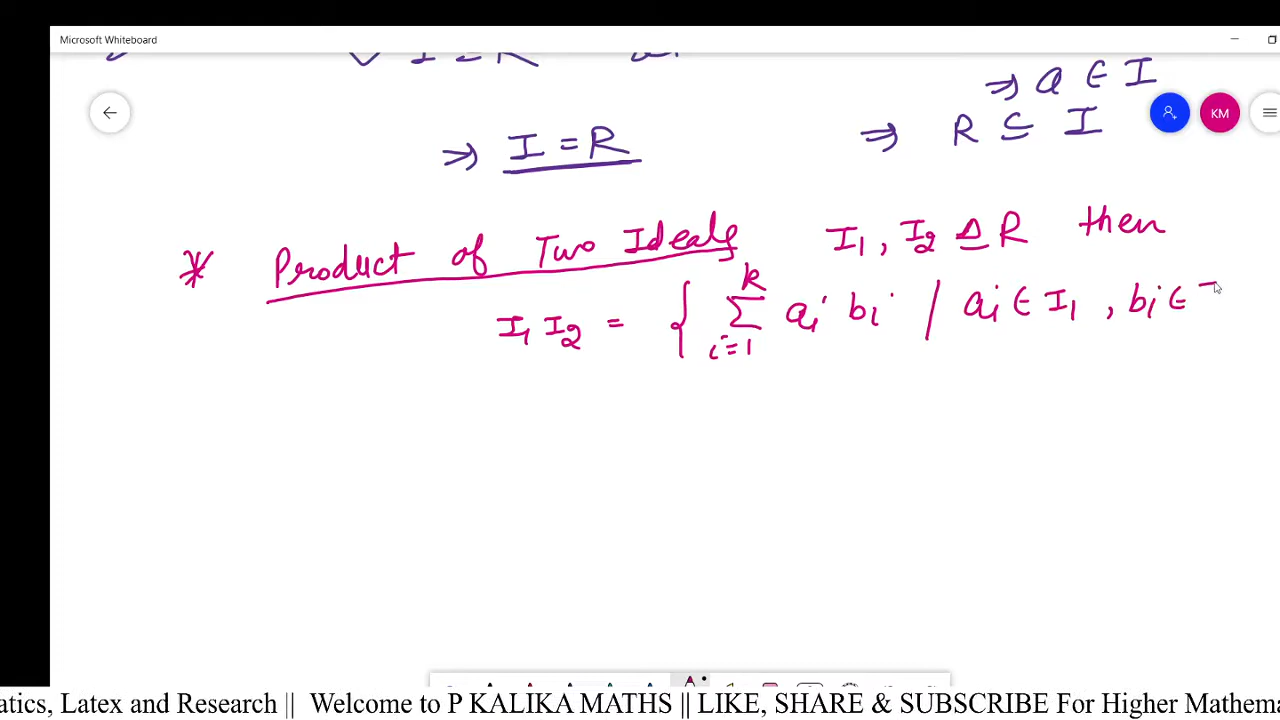 Microsoft Whiteboard
⇒ a ∈ I
KM
⇒ I = R
⇒ R ⊆ I
* Product of Two Ideals I₁, I₂ Δ R then
I₁ I₂ = { ∑_{i=1}^{k} aᵢ bᵢ / aᵢ ∈ I₁ , bᵢ ∈
atics, Latex and Research || Welcome to P KALIKA MATHS || LIKE, SHARE & SUBSCRIBE For Higher Mathema